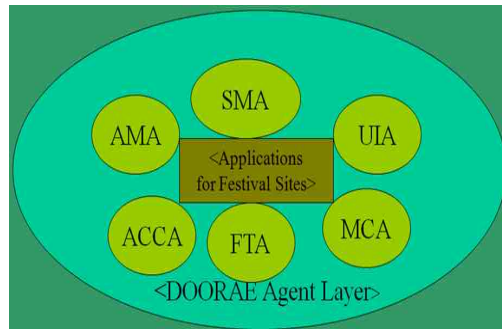 SMA
AMA
UIA
<Applications
for Festival Sites>
ACCA
FTA
MCA
<DOORAE Agent Layer>